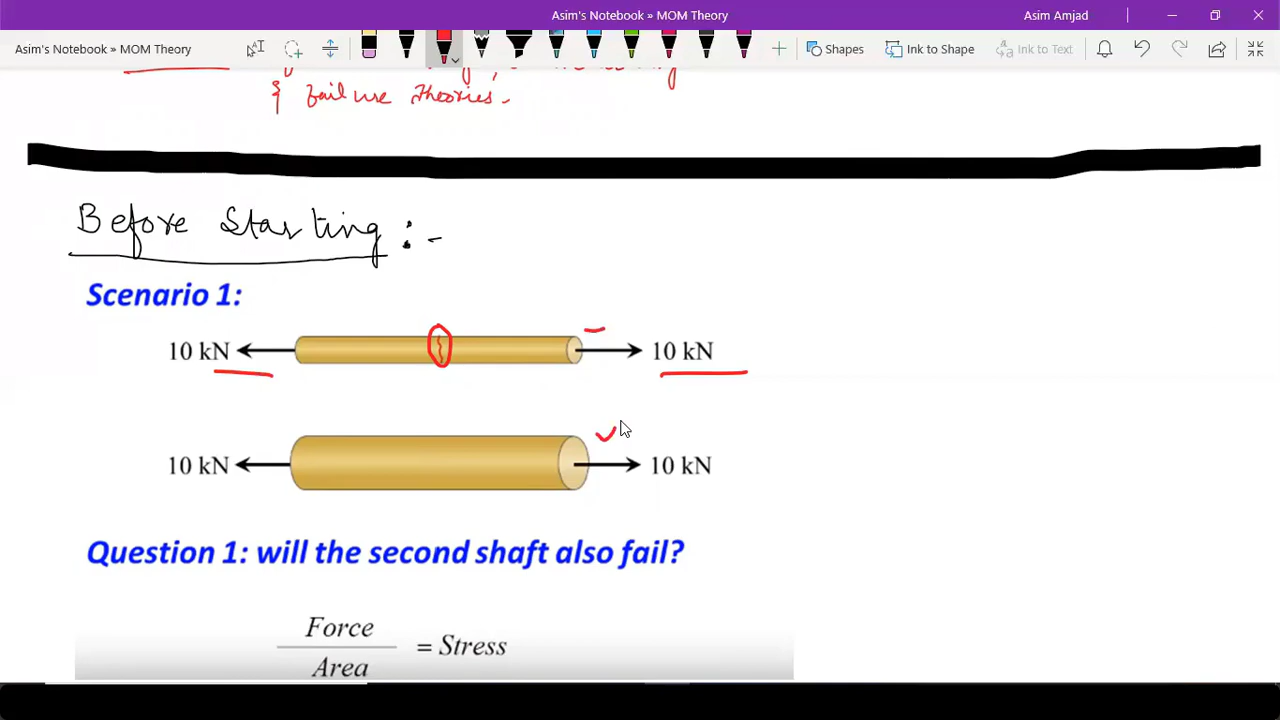 Asim's Notebook » MOM Theory
Asim Amjad
Asim's Notebook » MOM Theory
Shapes
Ink to Shape
Ink to Text
& failure theories.
Before Starting :-
Scenario 1:
10 kN
10 kN
10 kN
10 kN
Question 1: will the second shaft also fail?
Force
Area
= Stress